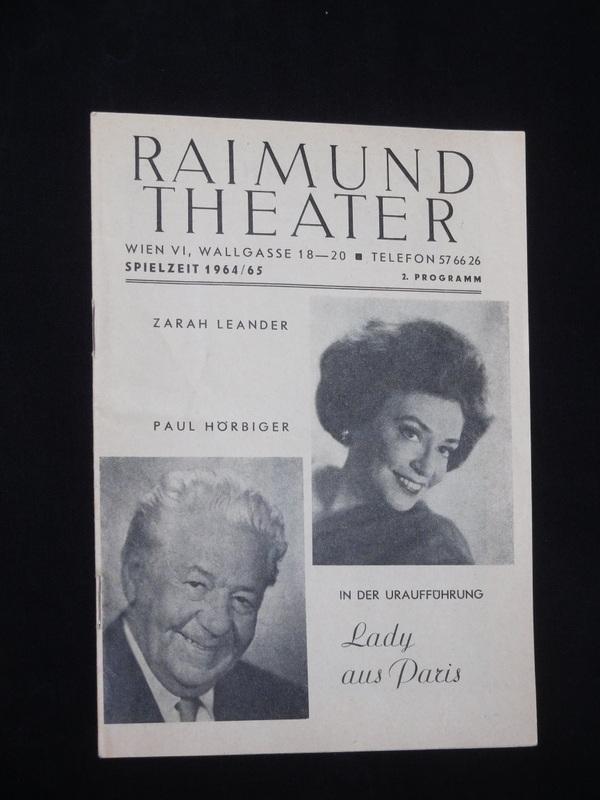 RAIMUND
THEATER
WIEN VI, WALLGASSE 18—20 ■ TELEFON 57 66 26
SPIELZEIT 1964/65
2. PROGRAMM
ZARAH LEANDER
PAUL HÖRBIGER
IN DER URAUFFÜHRUNG
Lady
aus Paris